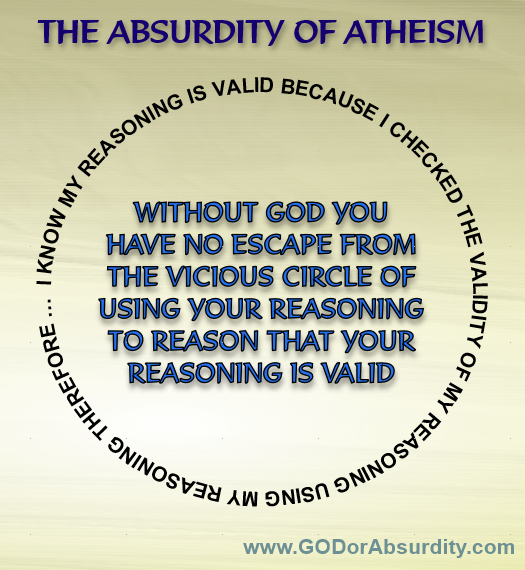 THE ABSURDITY OF ATHEISM
I KNOW MY REASONING IS VALID BECAUSE I CHECKED THE VALIDITY OF MY REASONING USING MY REASONING THEREFORE ...
WITHOUT GOD YOU
HAVE NO ESCAPE FROM
THE VICIOUS CIRCLE OF
USING YOUR REASONING
TO REASON THAT YOUR
REASONING IS VALID
www.GODorAbsurdity.com